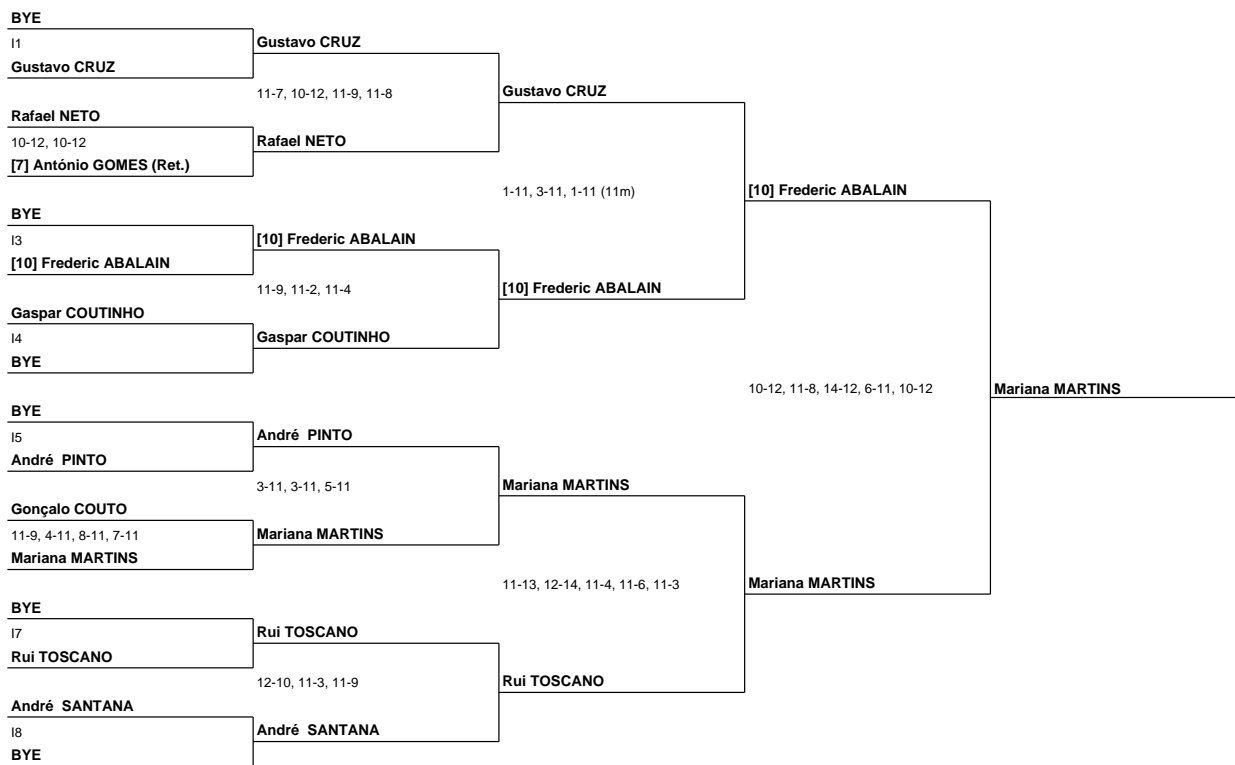 BYE
I1
Gustavo CRUZ
Gustavo CRUZ
11-7, 10-12, 11-9, 11-8
Gustavo CRUZ
Rafael NETO
10-12, 10-12
Rafael NETO
[7] António GOMES (Ret.)
1-11, 3-11, 1-11 (11m)
[10] Frederic ABALAIN
BYE
I3
[10] Frederic ABALAIN
[10] Frederic ABALAIN
11-9, 11-2, 11-4
[10] Frederic ABALAIN
Gaspar COUTINHO
I4
Gaspar COUTINHO
BYE
10-12, 11-8, 14-12, 6-11, 10-12
Mariana MARTINS
BYE
I5
André  PINTO
André  PINTO
3-11, 3-11, 5-11
Mariana MARTINS
Gonçalo COUTO
11-9, 4-11, 8-11, 7-11
Mariana MARTINS
Mariana MARTINS
11-13, 12-14, 11-4, 11-6, 11-3
Mariana MARTINS
BYE
I7
Rui TOSCANO
Rui TOSCANO
12-10, 11-3, 11-9
Rui TOSCANO
André  SANTANA
I8
André  SANTANA
BYE